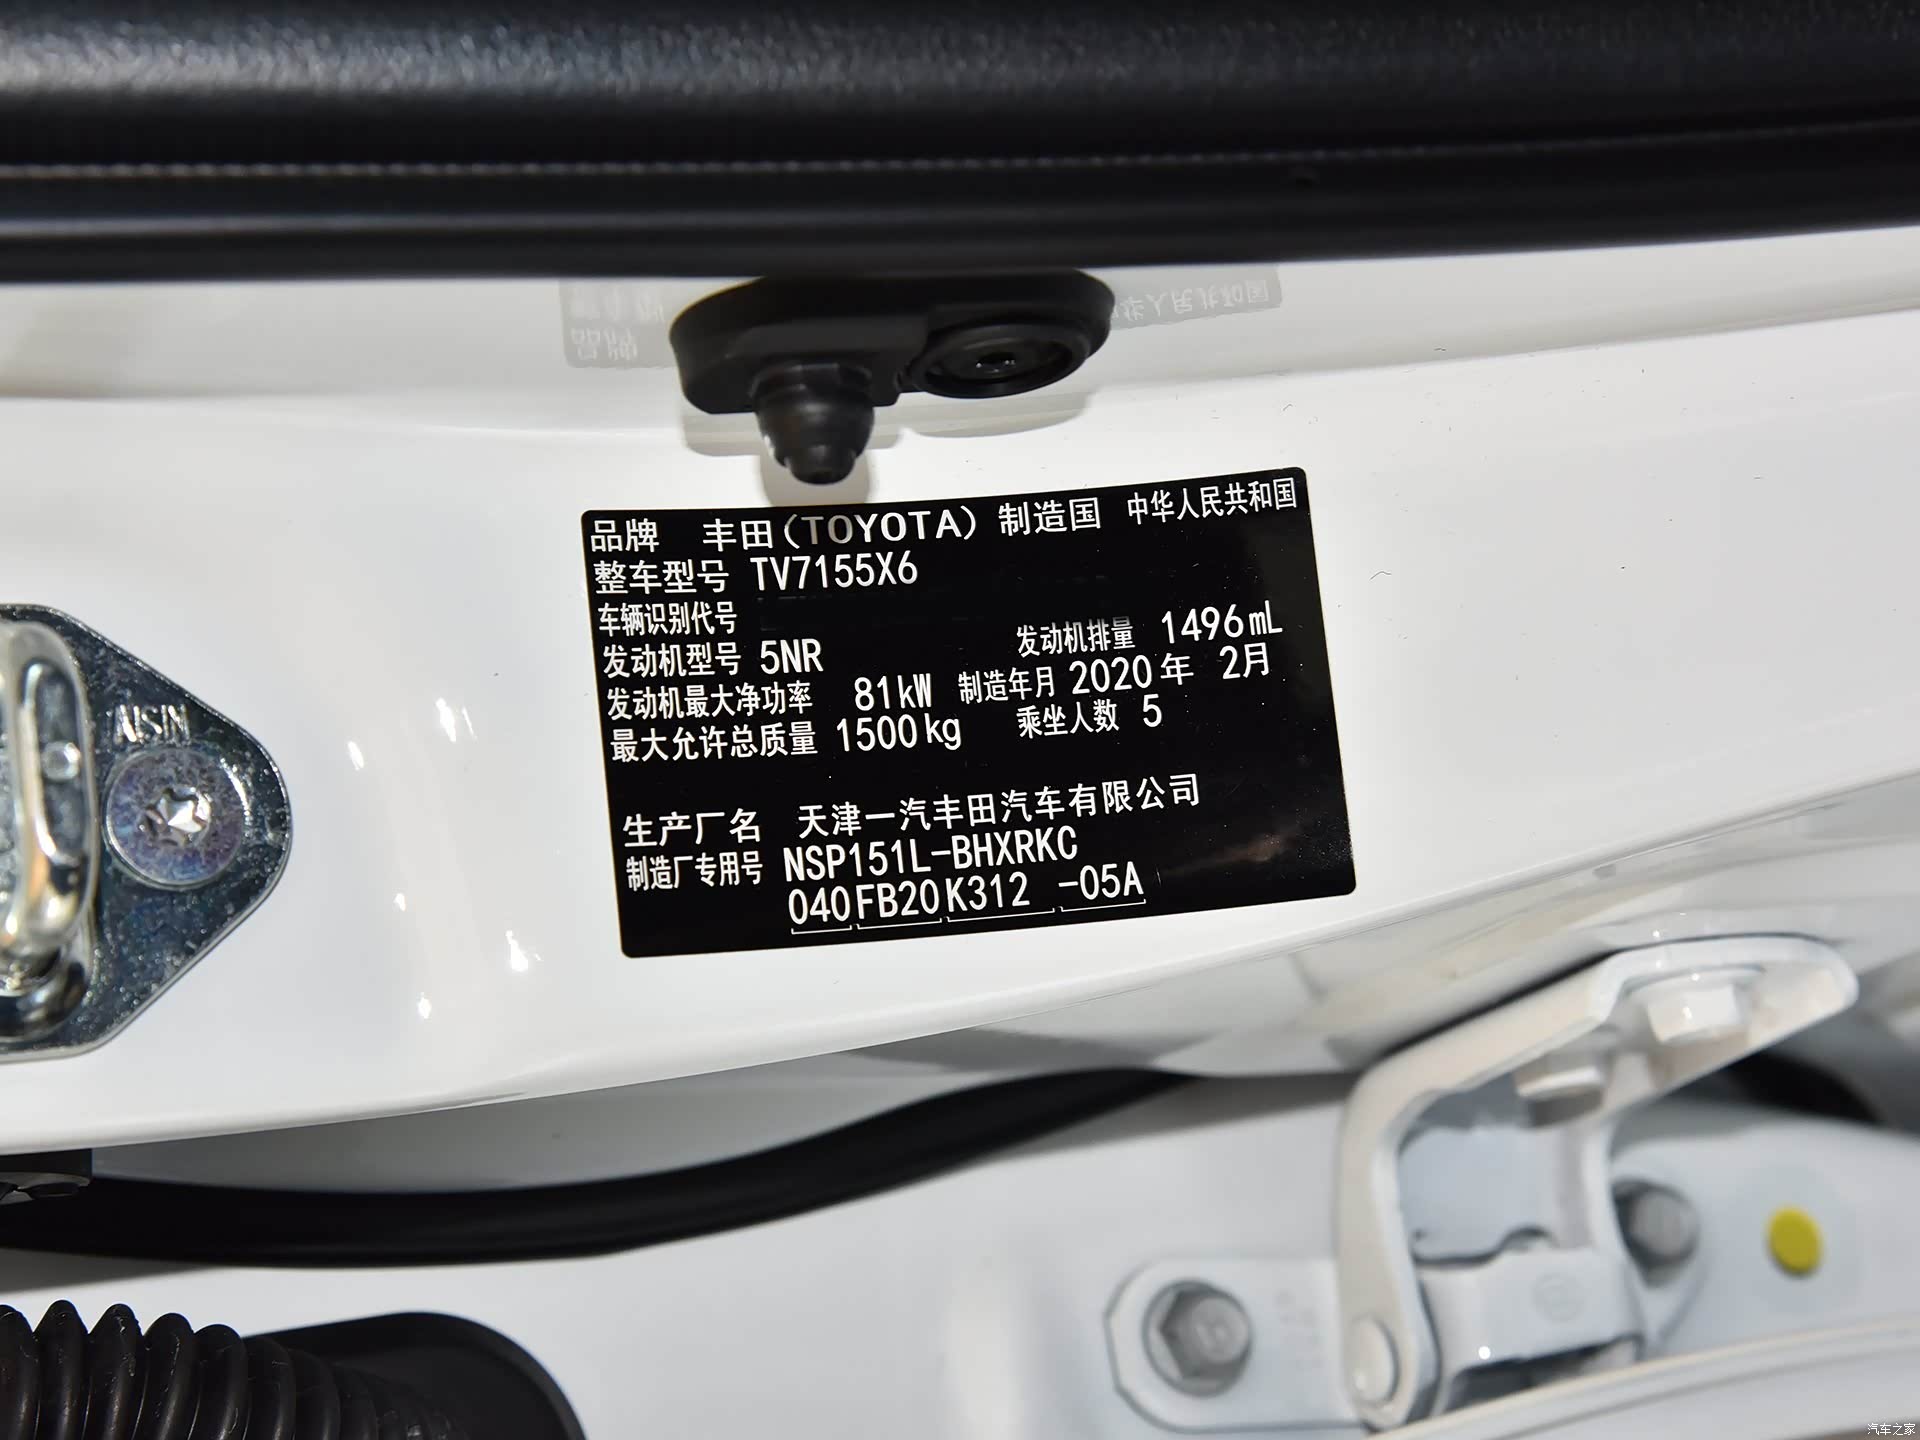 品牌 丰田(TOYOTA) 制造国 中华人民共和国
整车型号 TV7155X6
车辆识别代号
发动机型号 5NR 发动机排量 1496mL
发动机最大净功率 81kW 制造年月 2020年 2月
最大允许总质量 1500kg 乘坐人数 5
生产厂名 天津一汽丰田汽车有限公司
制造厂专用号 NSP151L-BHXRKC
040 FB20 K312 -05A
AISIN
汽车之家